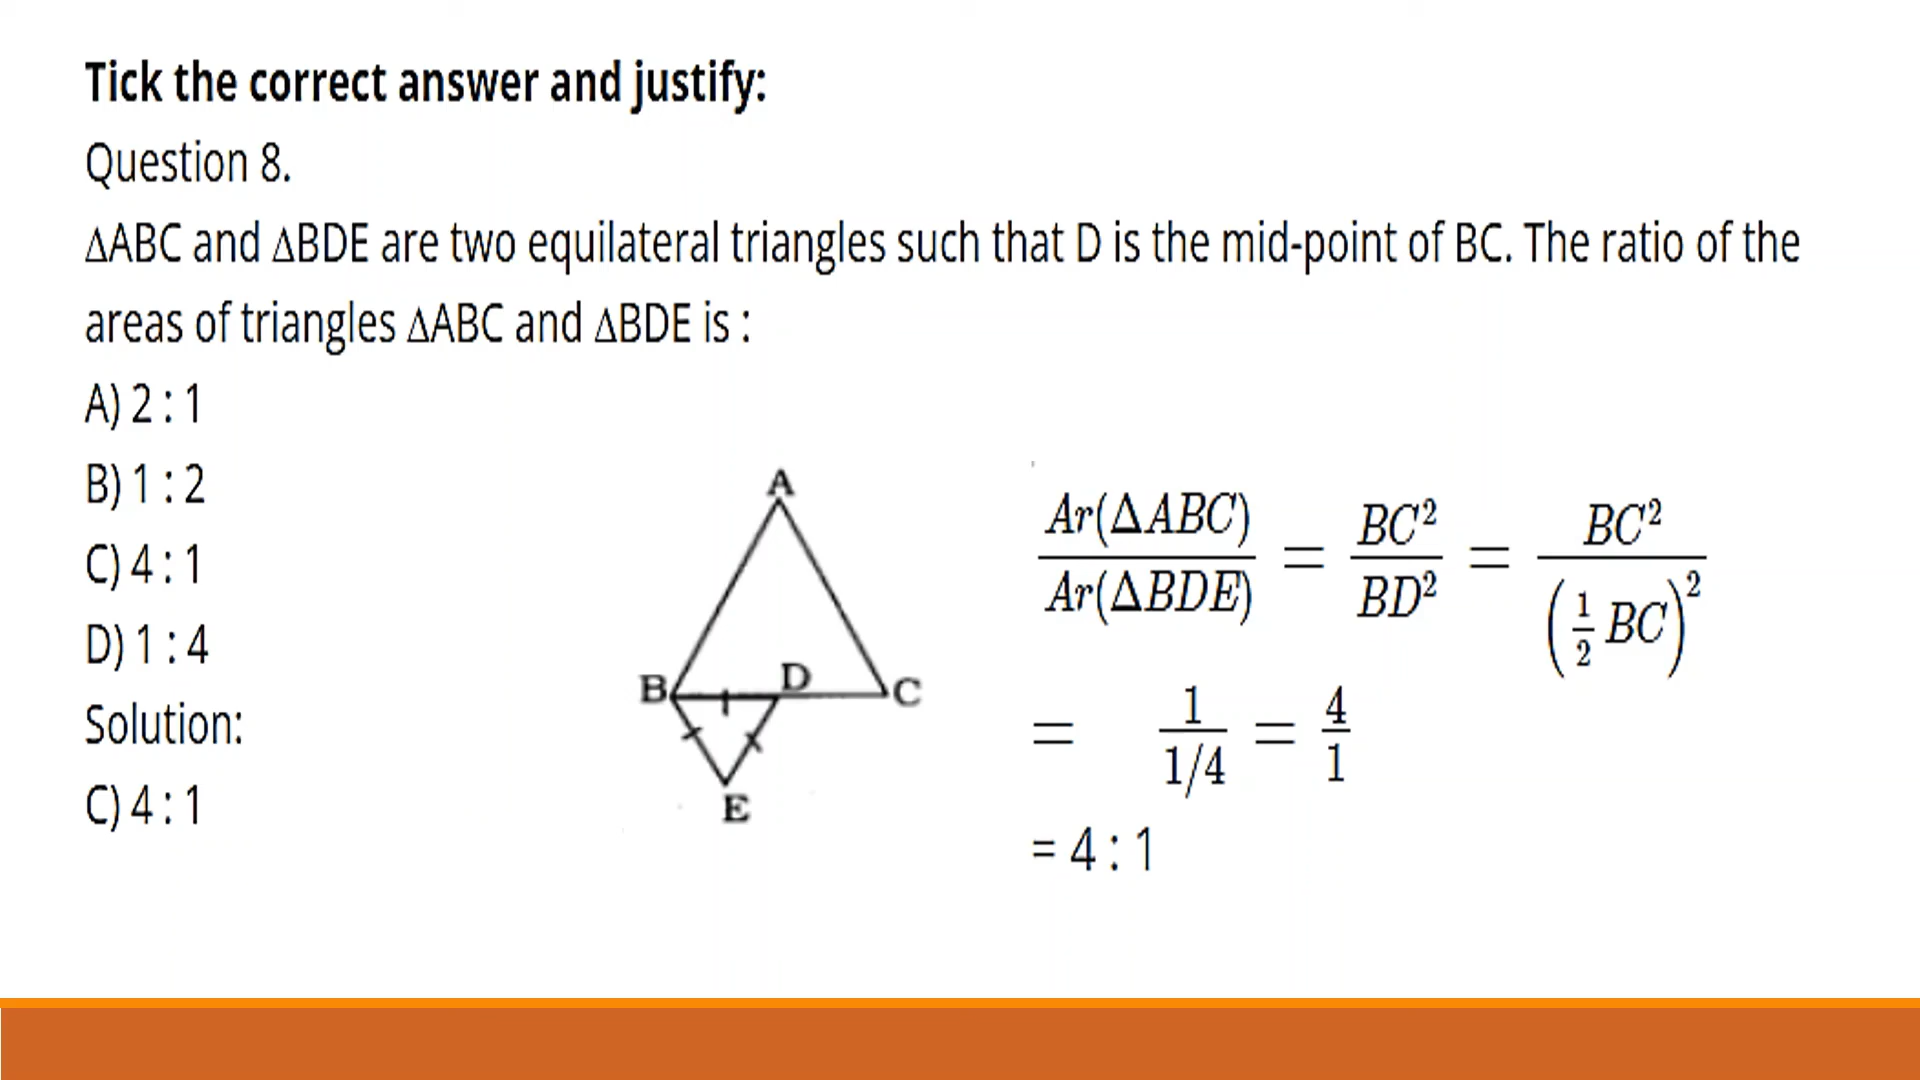 Tick the correct answer and justify:
Question 8.
ΔABC and ΔBDE are two equilateral triangles such that D is the mid-point of BC. The ratio of the
areas of triangles ΔABC and ΔBDE is :
A) 2 : 1
B) 1 : 2
C) 4 : 1
D) 1 : 4
Solution:
C) 4 : 1
A
B
D
C
E
Ar(ΔABC)/Ar(ΔBDE) = BC²/BD² = BC²/(1/2 BC)²
= 1/1/4 = 4/1
= 4 : 1